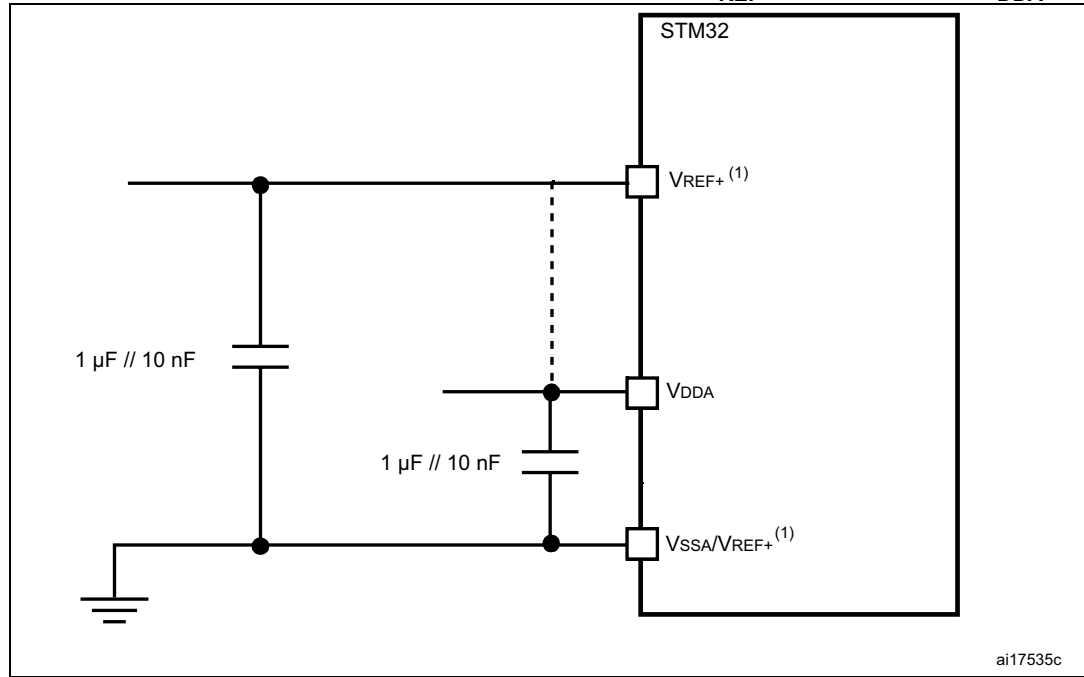 STM32
VREF+ (1)
1 µF // 10 nF
VDDA
1 µF // 10 nF
VSSA/VREF+ (1)
ai17535c